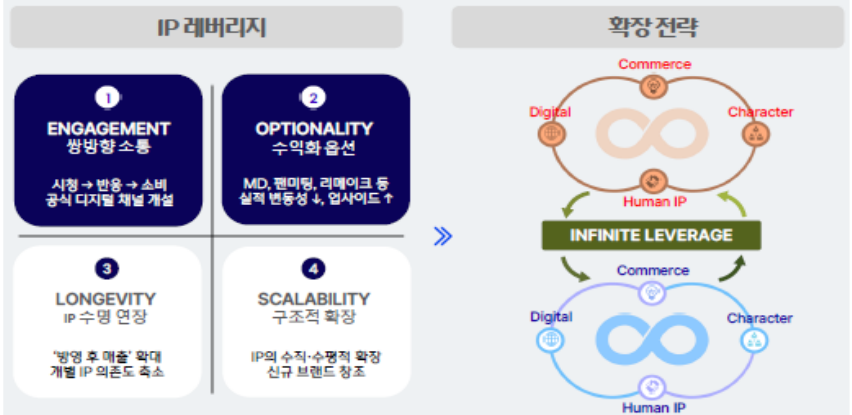 IP 레버리지
1
ENGAGEMENT
쌍방향 소통
시청 → 반응 → 소비
공식 디지털 채널 개설
2
OPTIONALITY
수익화 옵션
MD, 팬미팅, 리메이크 등
실적 변동성 ↓, 업사이드 ↑
3
LONGEVITY
IP 수명 연장
‘방영 후 매출’ 확대
개별 IP 의존도 축소
4
SCALABILITY
구조적 확장
IP의 수직·수평적 확장
신규 브랜드 창조
확장 전략
Commerce
Digital
Character
Human IP
INFINITE LEVERAGE
Commerce
Digital
Character
Human IP